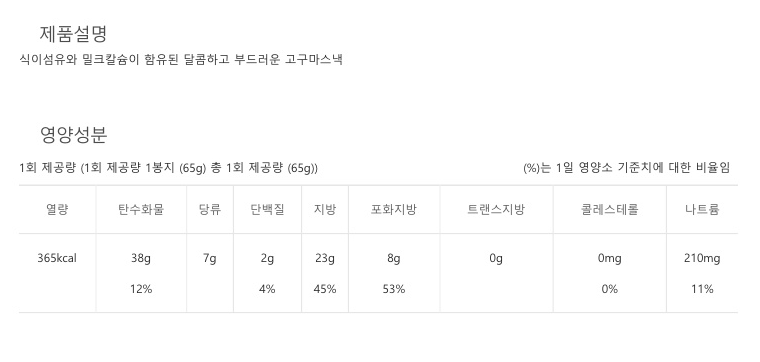 제품설명
식이섬유와 밀크칼슘이 함유된 달콤하고 부드러운 고구마스낵
영양성분
1회 제공량 (1회 제공량 1봉지 (65g) 총 1회 제공량 (65g)) (%)는 1일 영양소 기준치에 대한 비율임
열량 탄수화물 당류 단백질 지방 포화지방 트랜스지방 콜레스테롤 나트륨
365kcal 38g 7g 2g 23g 8g 0g 0mg 210mg
12% 4% 45% 53% 0% 11%